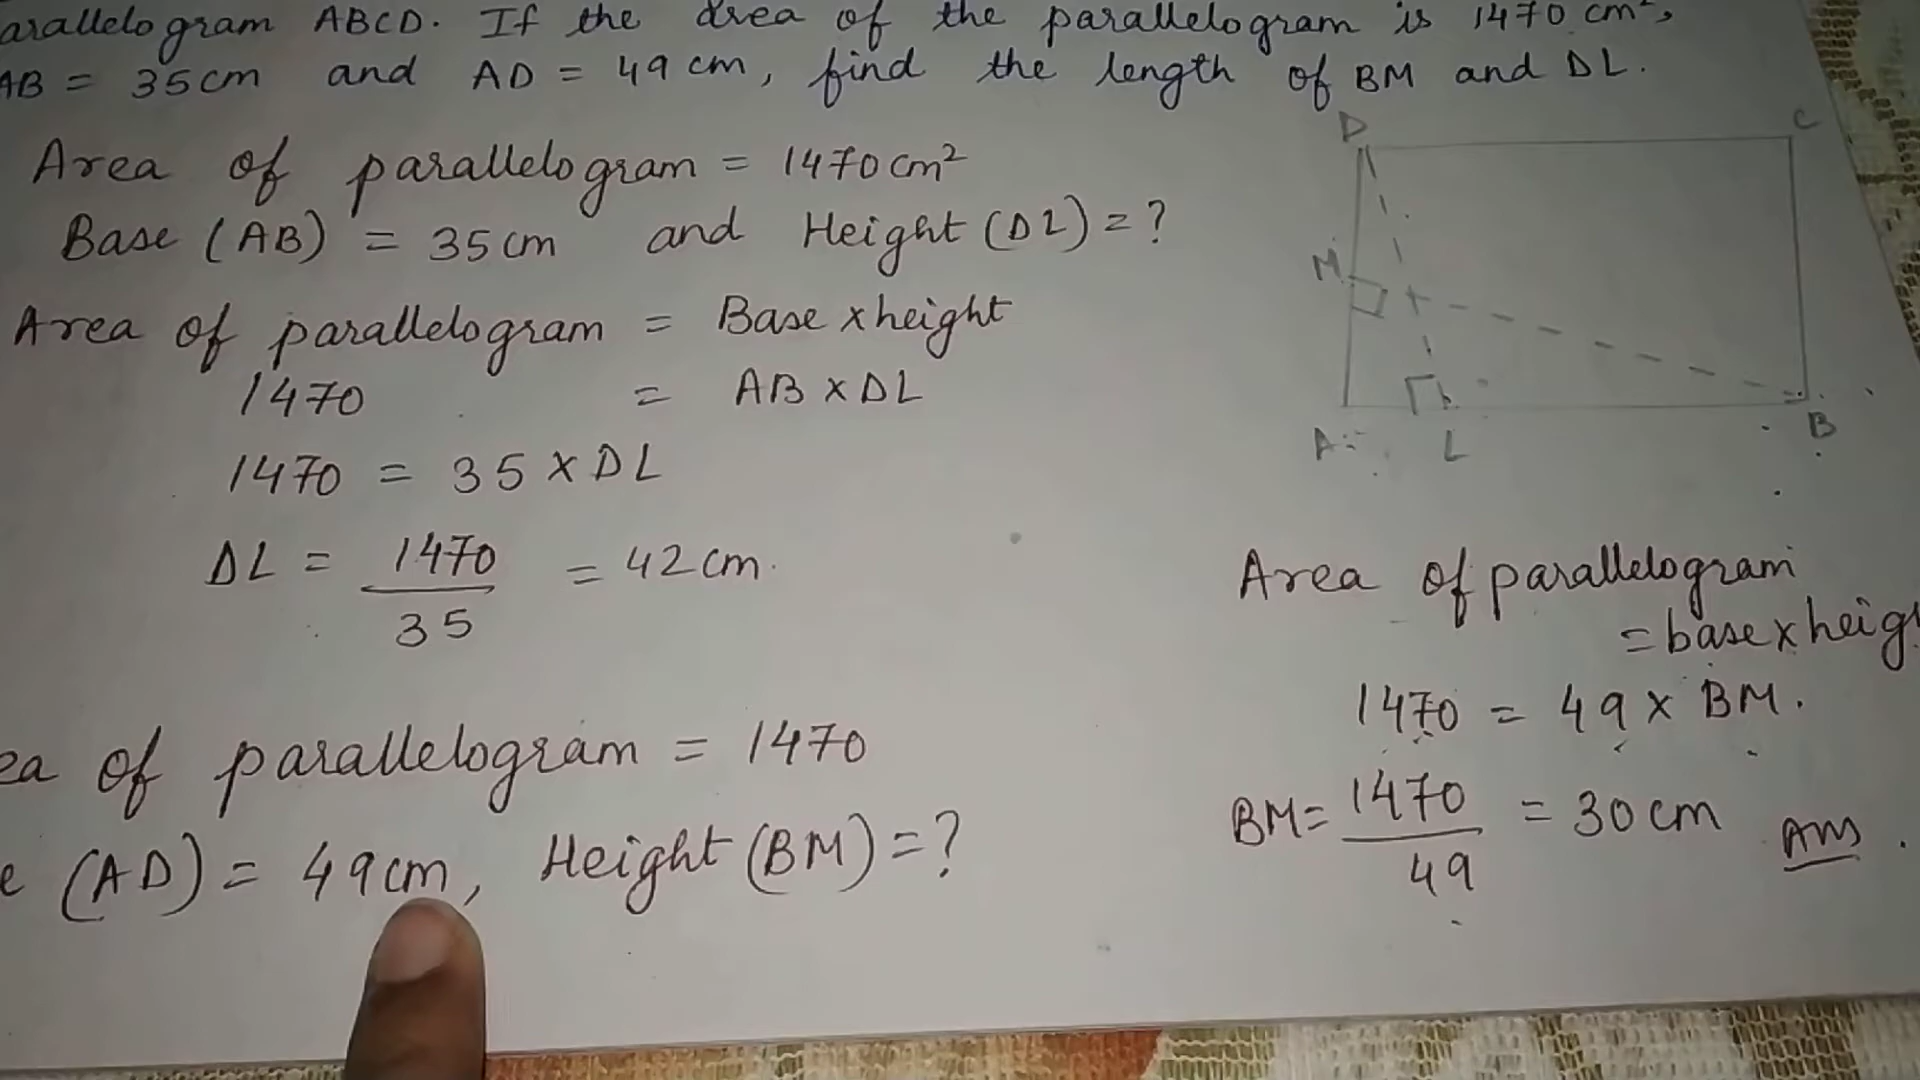 arallelogram ABCD. If the area of the parallelogram is 1470 cm²,
AB = 35cm and AD = 49 cm, find the length of BM and DL.
Area of parallelogram = 1470 cm²
Base (AB) = 35 cm and Height (DL) = ?
Area of parallelogram = Base x height
1470 = AB x DL
1470 = 35 x DL
DL = 1470 / 35 = 42 cm.
ea of parallelogram = 1470
e (AD) = 49 cm, Height (BM) = ?
D C
M
A L B
Area of parallelogram
= base x heigh
1470 = 49 x BM.
BM = 1470 / 49 = 30 cm Ans.